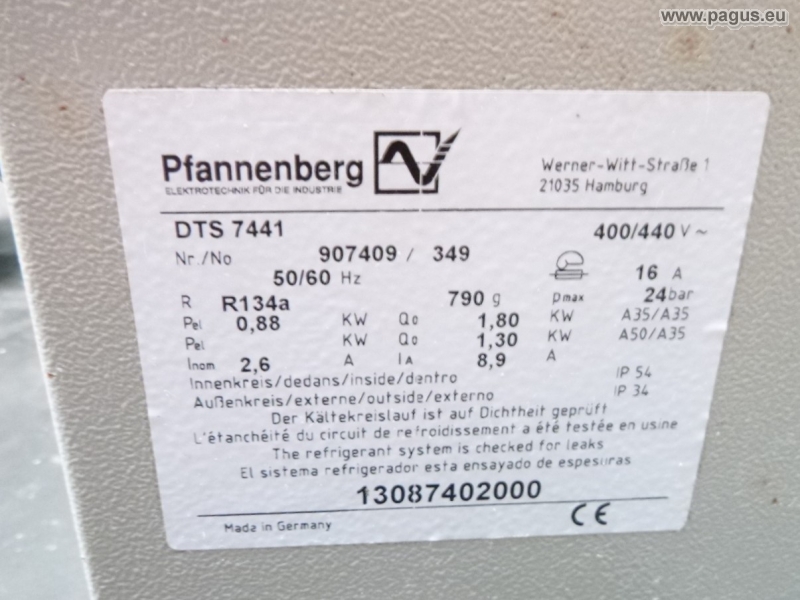 www.pagus.eu
Pfannenberg
ELEKTROTECHNIK FÜR DIE INDUSTRIE
Werner-Witt-Straße 1
21035 Hamburg
DTS 7441
400/440 V ~
Nr./No 907409 / 349
50/60 Hz
16 A
R R134a 790 g pmax 24bar
Pel 0,88 KW Qo 1,80 KW A35/A35
Pel KW Qo 1,30 KW A50/A35
Inom 2,6 A IA 8,9 A
Innenkreis/dedans/inside/dentro IP 54
Außenkreis/externe/outside/externo IP 34
Der Kältekreislauf ist auf Dichtheit geprüft
L'étanchéité du circuit de refroidissement a été testée en usine
The refrigerant system is checked for leaks
El sistema refrigerador esta ensayado de espesuras
13087402000
Made in Germany CE